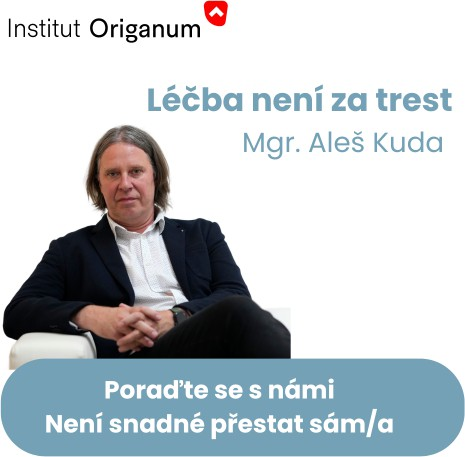 Institut Origanum
Léčba není za trest
Mgr. Aleš Kuda
Poraďte se s námi
Není snadné přestat sám/a